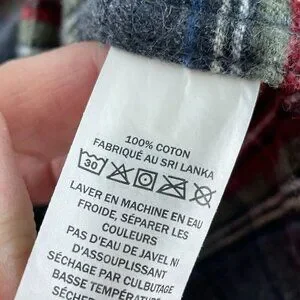 100% COTON
FABRIQUÉ AU SRI LANKA
30
LAVER EN MACHINE EN EAU
FROIDE, SÉPARER LES
COULEURS
PAS D'EAU DE JAVEL NI
D'ASSOUPLISSANT
SÉCHAGE PAR CULBUTAGE
BASSE TEMPÉRATURE